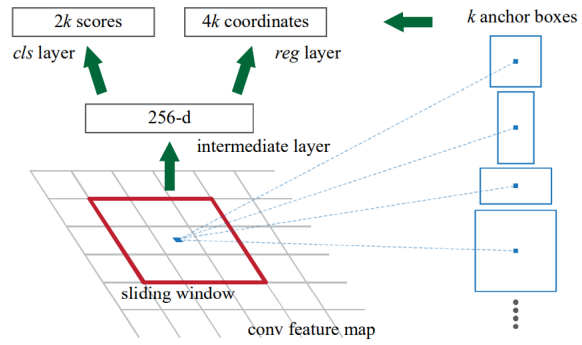 2k scores
4k coordinates
k anchor boxes
cls layer
reg layer
256-d
intermediate layer
sliding window
conv feature map